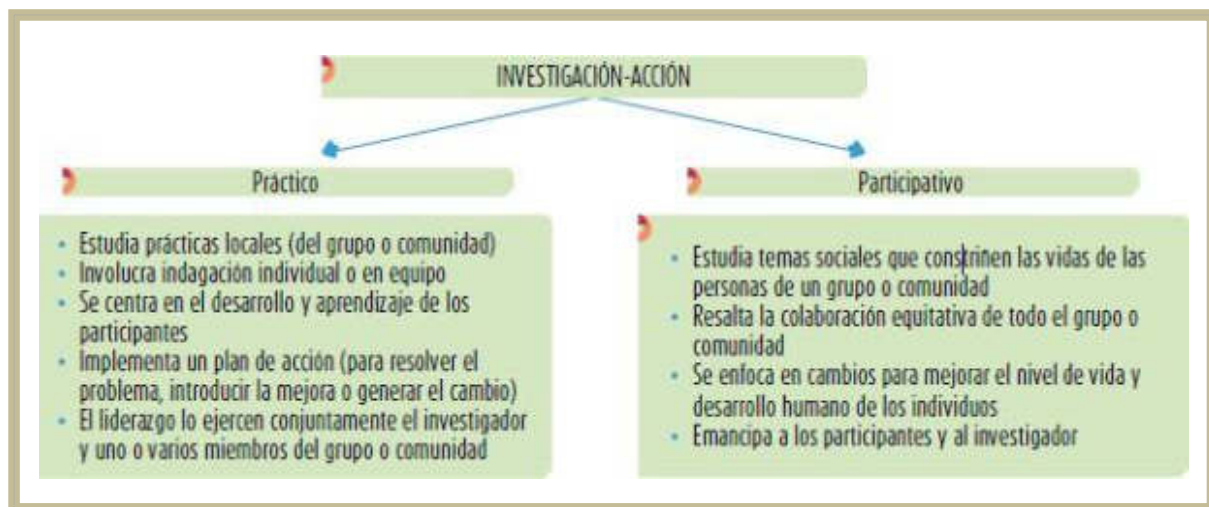 INVESTIGACIÓN-ACCIÓN
Práctico
• Estudia prácticas locales (del grupo o comunidad)
• Involucra indagación individual o en equipo
• Se centra en el desarrollo y aprendizaje de los
participantes
• Implementa un plan de acción (para resolver el
problema, introducir la mejora o generar el cambio)
• El liderazgo lo ejercen conjuntamente el investigador
y uno o varios miembros del grupo o comunidad
Participativo
• Estudia temas sociales que constriñen las vidas de las
personas de un grupo o comunidad
• Resalta la colaboración equitativa de todo el grupo o
comunidad
• Se enfoca en cambios para mejorar el nivel de vida y
desarrollo humano de los individuos
• Emancipa a los participantes y al investigador